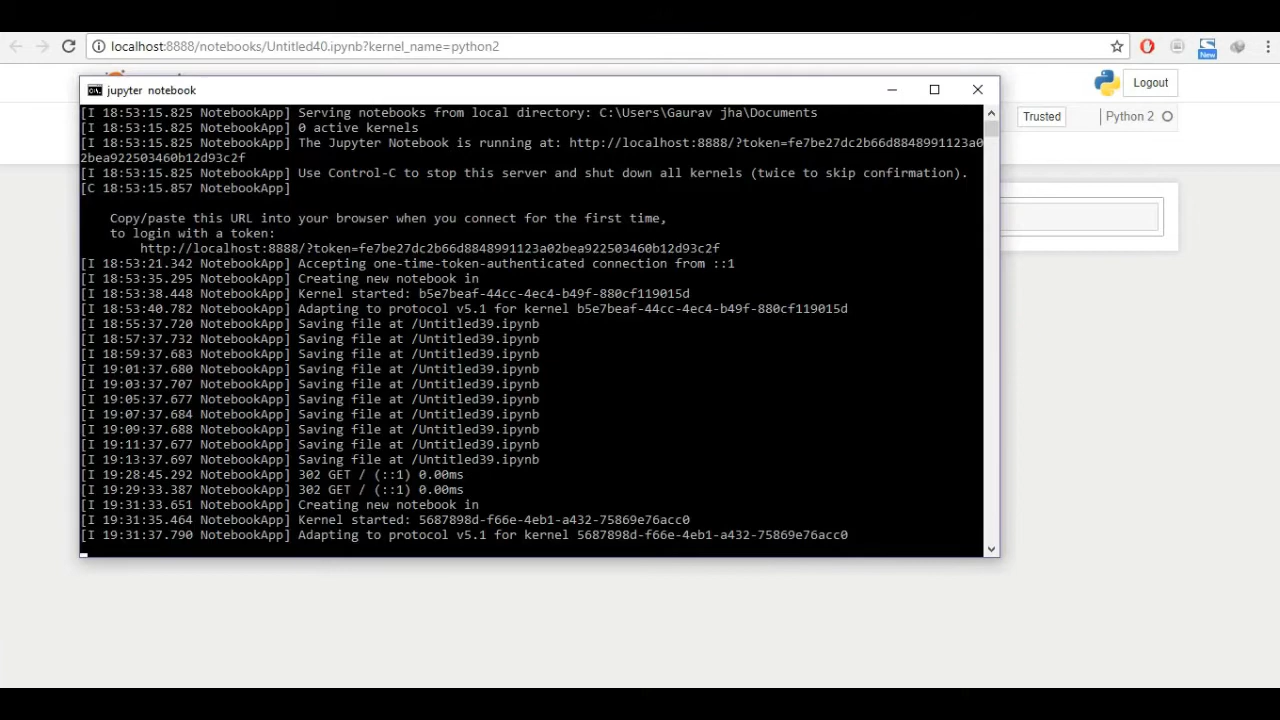 localhost:8888/notebooks/Untitled40.ipynb?kernel_name=python2
New
jupyter notebook
Logout
Trusted
Python 2
[I 18:53:15.825 NotebookApp] Serving notebooks from local directory: C:\Users\Gaurav jha\Documents
[I 18:53:15.825 NotebookApp] 0 active kernels
[I 18:53:15.825 NotebookApp] The Jupyter Notebook is running at: http://localhost:8888/?token=fe7be27dc2b66d8848991123a0
2bea922503460b12d93c2f
[I 18:53:15.825 NotebookApp] Use Control-C to stop this server and shut down all kernels (twice to skip confirmation).
[C 18:53:15.857 NotebookApp]
Copy/paste this URL into your browser when you connect for the first time,
to login with a token:
http://localhost:8888/?token=fe7be27dc2b66d8848991123a02bea922503460b12d93c2f
[I 18:53:21.342 NotebookApp] Accepting one-time-token-authenticated connection from ::1
[I 18:53:35.295 NotebookApp] Creating new notebook in
[I 18:53:38.448 NotebookApp] Kernel started: b5e7beaf-44cc-4ec4-b49f-880cf119015d
[I 18:53:40.782 NotebookApp] Adapting to protocol v5.1 for kernel b5e7beaf-44cc-4ec4-b49f-880cf119015d
[I 18:55:37.720 NotebookApp] Saving file at /Untitled39.ipynb
[I 18:57:37.732 NotebookApp] Saving file at /Untitled39.ipynb
[I 18:59:37.683 NotebookApp] Saving file at /Untitled39.ipynb
[I 19:01:37.680 NotebookApp] Saving file at /Untitled39.ipynb
[I 19:03:37.707 NotebookApp] Saving file at /Untitled39.ipynb
[I 19:05:37.677 NotebookApp] Saving file at /Untitled39.ipynb
[I 19:07:37.684 NotebookApp] Saving file at /Untitled39.ipynb
[I 19:09:37.688 NotebookApp] Saving file at /Untitled39.ipynb
[I 19:11:37.677 NotebookApp] Saving file at /Untitled39.ipynb
[I 19:13:37.697 NotebookApp] Saving file at /Untitled39.ipynb
[I 19:28:45.292 NotebookApp] 302 GET / (::1) 0.00ms
[I 19:29:33.387 NotebookApp] 302 GET / (::1) 0.00ms
[I 19:31:33.651 NotebookApp] Creating new notebook in
[I 19:31:35.464 NotebookApp] Kernel started: 5687898d-f66e-4eb1-a432-75869e76acc0
[I 19:31:37.790 NotebookApp] Adapting to protocol v5.1 for kernel 5687898d-f66e-4eb1-a432-75869e76acc0